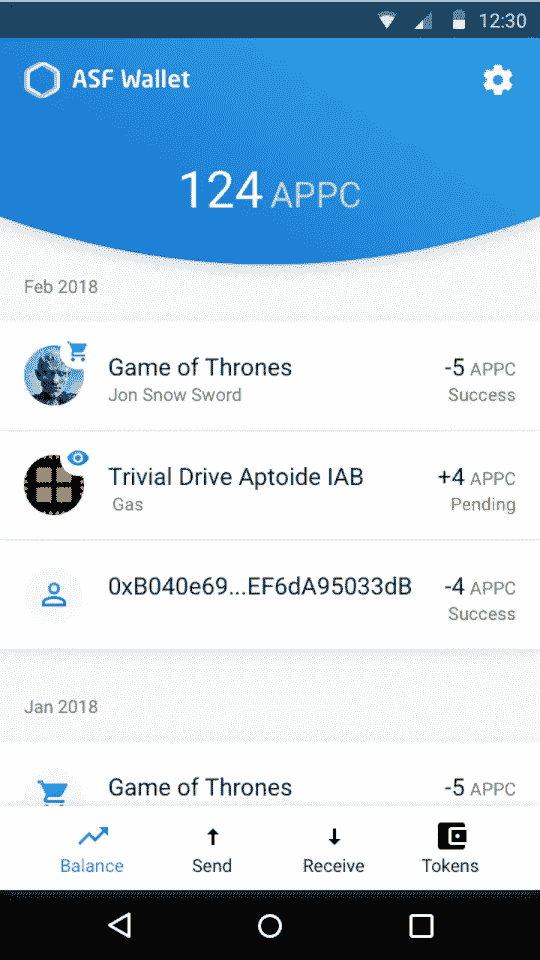 12:30
ASF Wallet
124 APPC
Feb 2018
Game of Thrones -5 APPC
Jon Snow Sword Success
Trivial Drive Aptoide IAB +4 APPC
Gas Pending
0xB040e69...EF6dA95033dB -4 APPC
Success
Jan 2018
Game of Thrones -5 APPC
Balance Send Receive Tokens